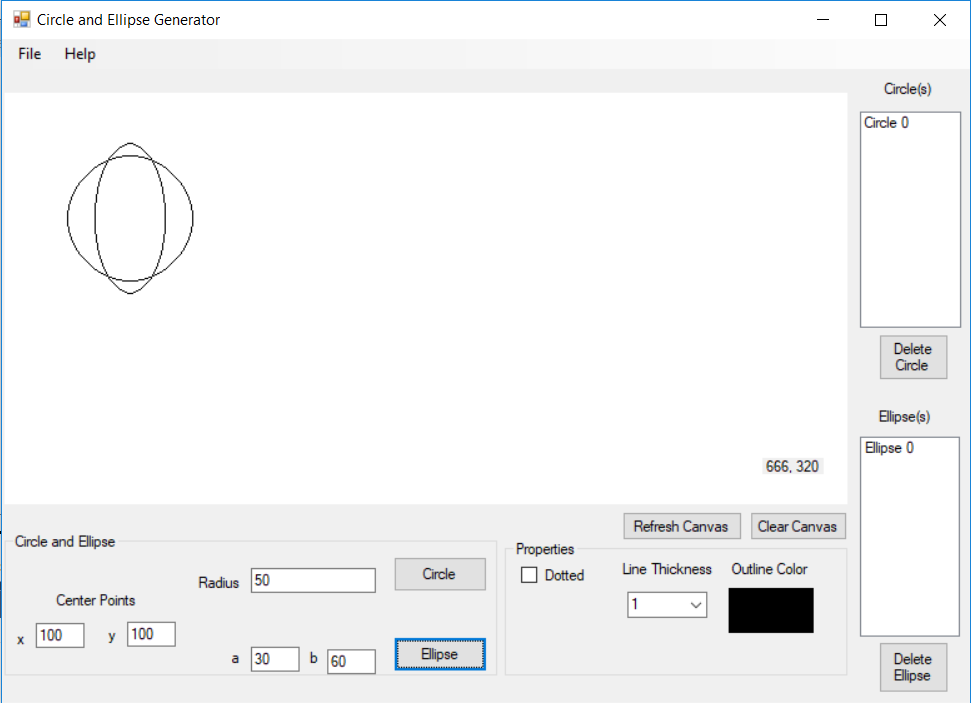 Circle and Ellipse Generator
File Help
Circle(s)
Circle 0
Delete
Circle
Ellipse(s)
Ellipse 0
666, 320
Refresh Canvas Clear Canvas
Circle and Ellipse
Radius 50 Circle
Center Points
x 100 y 100
a 30 b 60 Ellipse
Properties
Dotted Line Thickness Outline Color
1
Delete
Ellipse